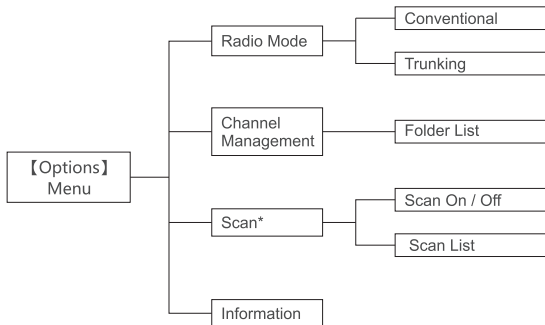 Conventional
Radio Mode
Trunking
Channel
Management
Folder List
【Options】
Menu
Scan On / Off
Scan*
Scan List
Information